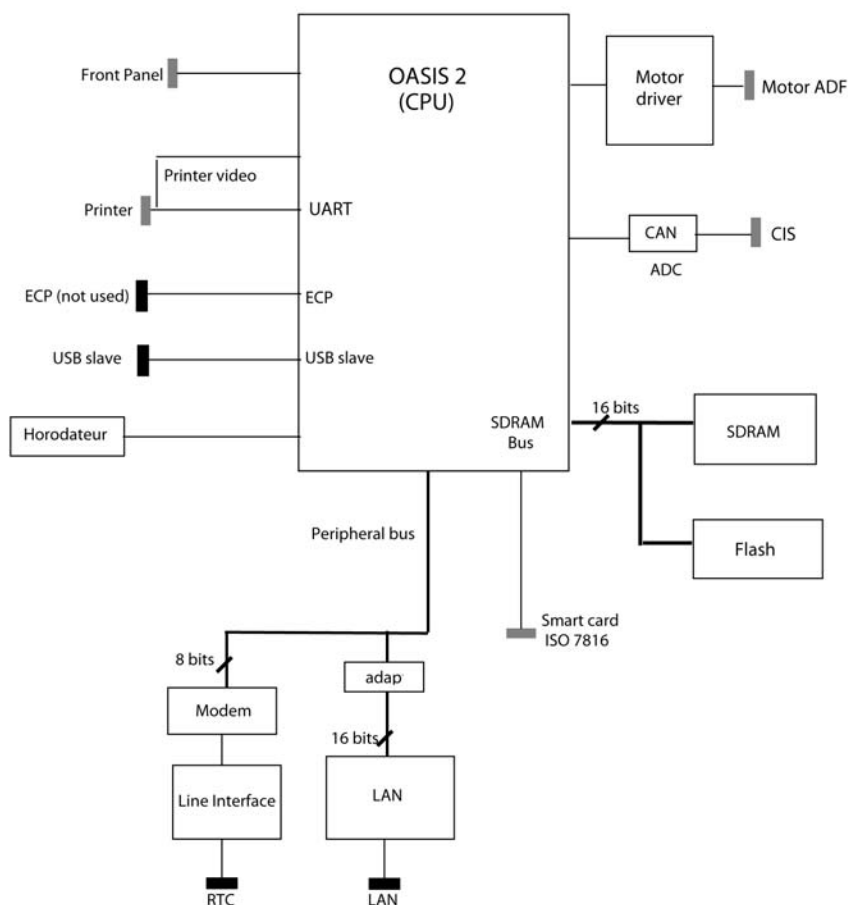 OASIS 2
(CPU)
Front Panel
Motor
driver
Motor ADF
Printer video
Printer
UART
CAN
CIS
ADC
ECP (not used)
ECP
USB slave
USB slave
16 bits
SDRAM
Bus
SDRAM
Horodateur
Peripheral bus
Flash
Smart card
ISO 7816
8 bits
adap
Modem
16 bits
Line Interface
LAN
RTC
LAN